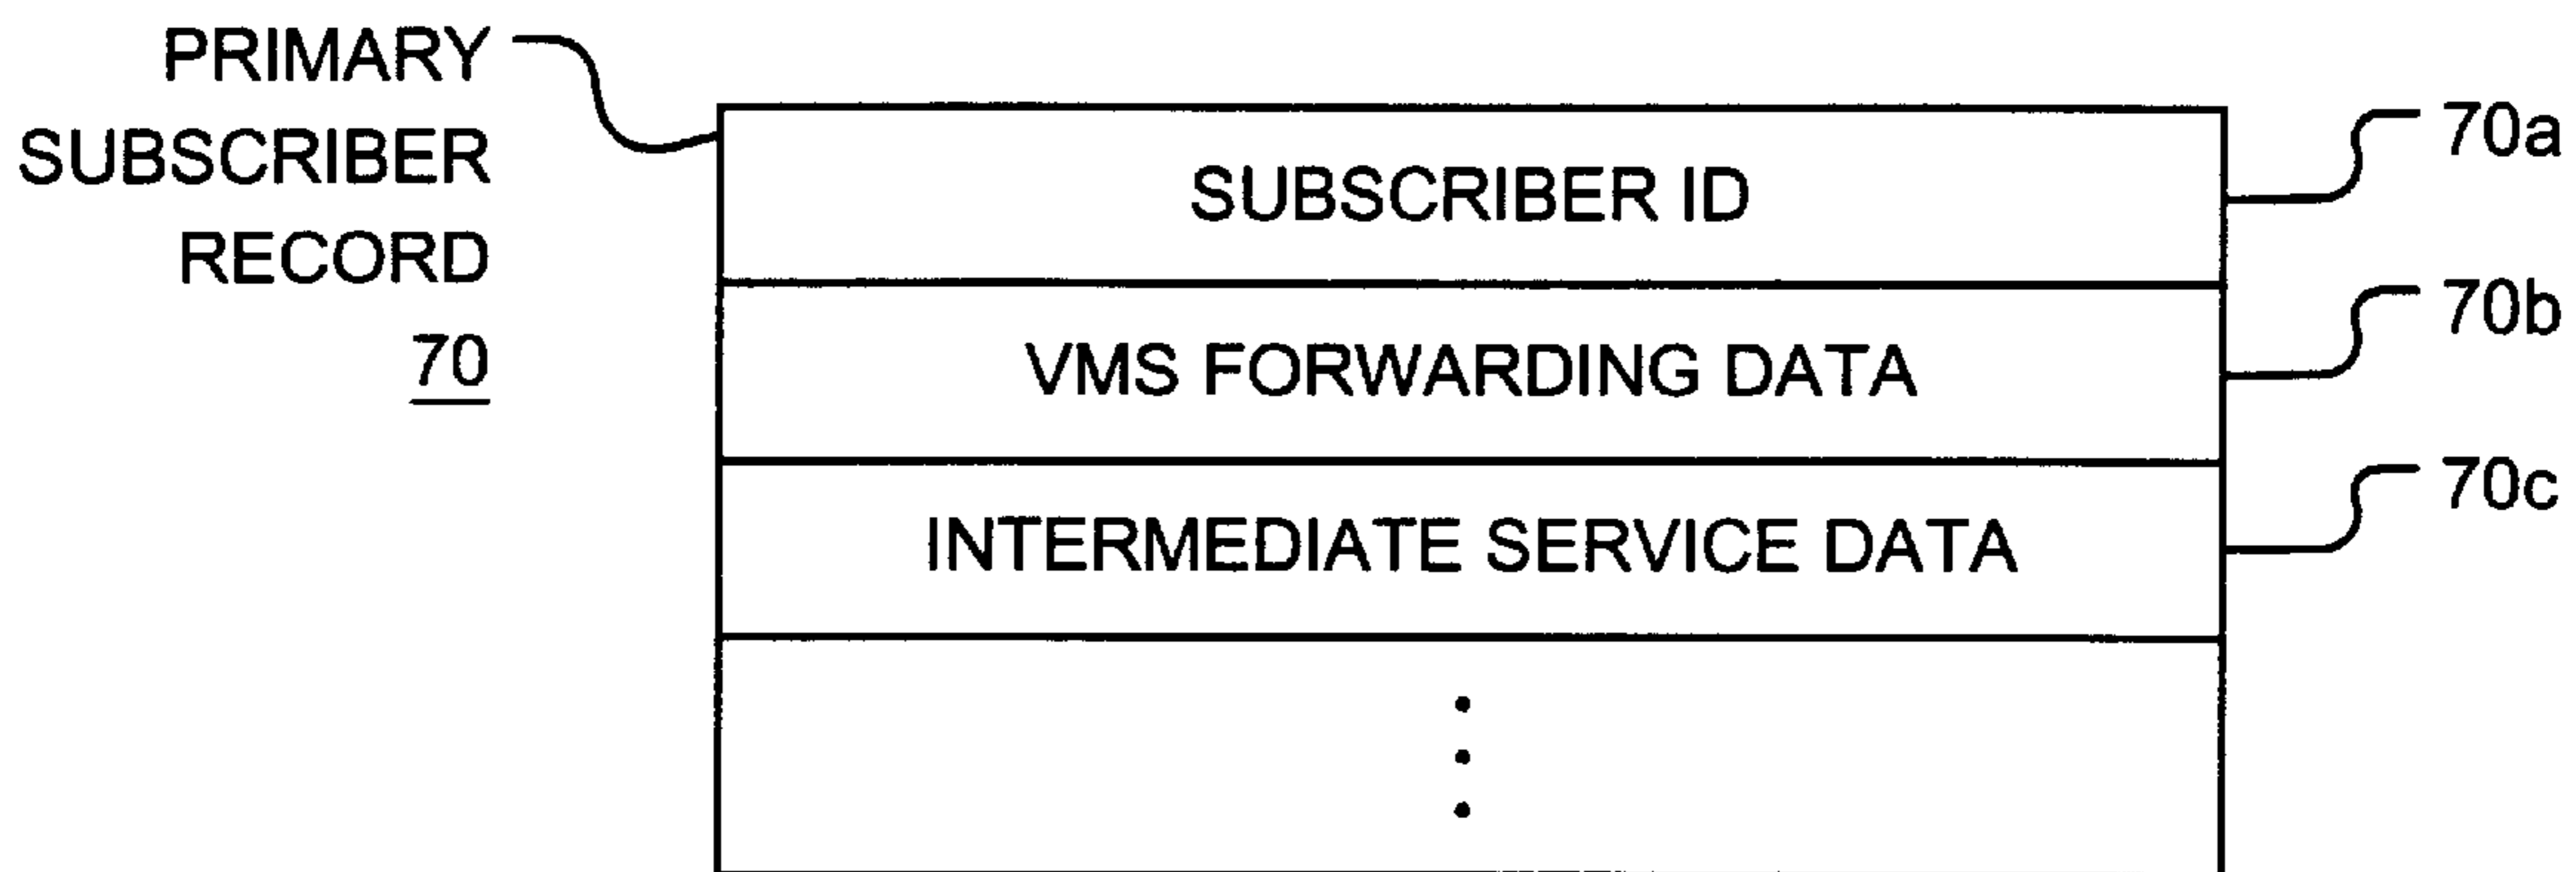 PRIMARY
SUBSCRIBER
RECORD
70
SUBSCRIBER ID
70a
VMS FORWARDING DATA
70b
INTERMEDIATE SERVICE DATA
70c